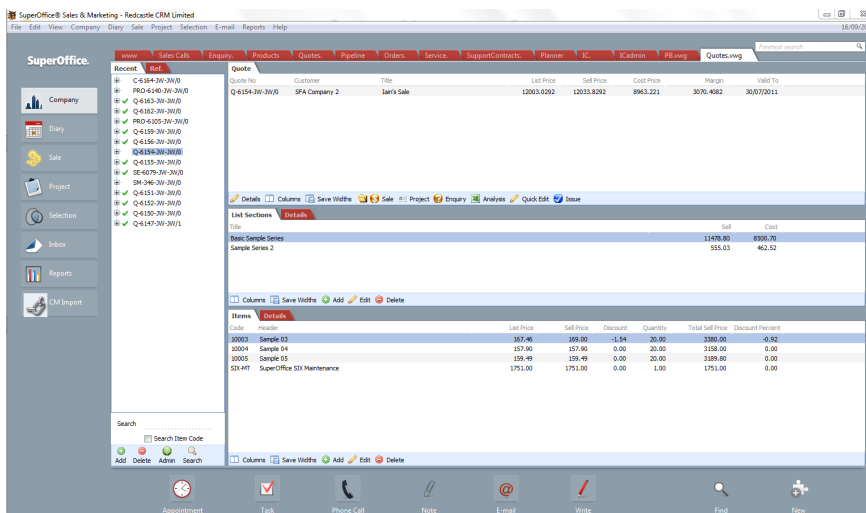 SuperOffice® Sales & Marketing - Redcastle CRM Limited
File Edit View Company Diary Sale Project Selection E-mail Reports Help 16/09/20
SuperOffice.
www Sales Calls Enquiry. Products Quotes. Pipeline Orders. Service. SupportContracts. Planner IC. ICadmin PB.vwg Quotes.vwg
Freetext search
Company
Diary
Sale
Project
Selection
Inbox
Reports
CM Import
Recent Ref.
C-6164-JW-JW/0
PRO-6140-JW-JW/0
Q-6163-JW-JW/0
Q-6162-JW-JW/0
PRO-6105-JW-JW/0
Q-6159-JW-JW/0
Q-6156-JW-JW/0
Q-6154-JW-JW/0
Q-6155-JW-JW/0
SE-6079-JW-JW/0
SM-346-JW-JW/0
Q-6151-JW-JW/0
Q-6152-JW-JW/0
Q-6150-JW-JW/0
Q-6147-JW-JW/1
Search
Search Item Code
Add Delete Admin Search
Quote
Quote No Customer Title List Price Sell Price Cost Price Margin Valid To
Q-6154-JW-JW/0 SFA Company 2 Iain's Sale 12003.0292 12033.8292 8963.221 3070.4082 30/07/2011
Details Columns Save Widths Sale Project Enquiry Analysis Quick Edit Issue
List Sections Details
Title Sell Cost
Basic Sample Series 11478.80 8500.70
Sample Series 2 555.03 462.52
Columns Save Widths Add Edit Delete
Items Details
Code Header List Price Sell Price Discount Quantity Total Sell Price Discount Percent
10003 Sample 03 167.46 169.00 -1.54 20.00 3380.00 -0.92
10004 Sample 04 157.90 157.90 0.00 20.00 3158.00 0.00
10005 Sample 05 159.49 159.49 0.00 20.00 3189.80 0.00
SIX-MT SuperOffice SIX Maintenance 1751.00 1751.00 0.00 1.00 1751.00 0.00
Columns Save Widths Add Edit Delete
Appointment Task Phone Call Note E-mail Write Find New